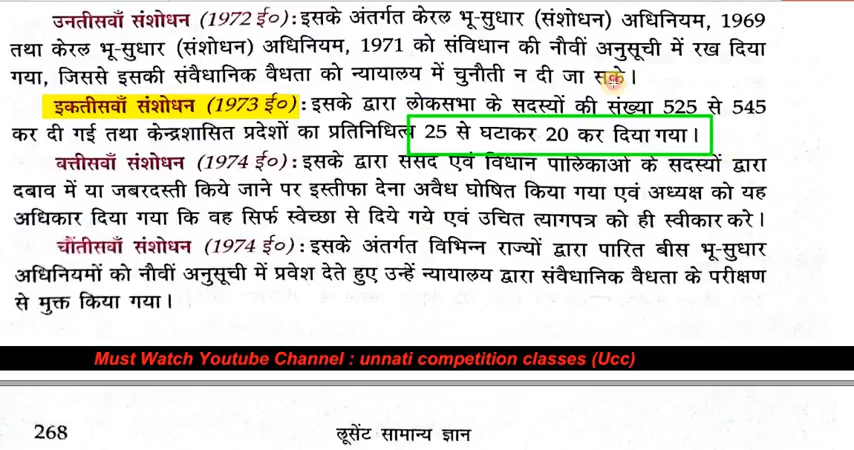 उनतीसवाँ संशोधन (1972 ई०) : इसके अंतर्गत केरल भू-सुधार (संशोधन) अधिनियम, 1969
तथा केरल भू-सुधार (संशोधन) अधिनियम, 1971 को संविधान की नौवीं अनुसूची में रख दिया
गया, जिससे इसकी संवैधानिक वैधता को न्यायालय में चुनौती न दी जा सके।
इकतीसवाँ संशोधन (1973 ई०) : इसके द्वारा लोकसभा के सदस्यों की संख्या 525 से 545
कर दी गई तथा केन्द्रशासित प्रदेशों का प्रतिनिधित्व 25 से घटाकर 20 कर दिया गया।
बत्तीसवाँ संशोधन (1974 ई०) : इसके द्वारा संसद एवं विधान पालिकाओं के सदस्यों द्वारा
दबाव में या जबरदस्ती किये जाने पर इस्तीफा देना अवैध घोषित किया गया एवं अध्यक्ष को यह
अधिकार दिया गया कि वह सिर्फ स्वेच्छा से दिये गये एवं उचित त्यागपत्र को ही स्वीकार करे।
चौंतीसवाँ संशोधन (1974 ई०) : इसके अंतर्गत विभिन्न राज्यों द्वारा पारित बीस भू-सुधार
अधिनियमों को नौवीं अनुसूची में प्रवेश देते हुए उन्हें न्यायालय द्वारा संवैधानिक वैधता के परीक्षण
से मुक्त किया गया।
Must Watch Youtube Channel : unnati competition classes (Ucc)
268 लूसेंट सामान्य ज्ञान